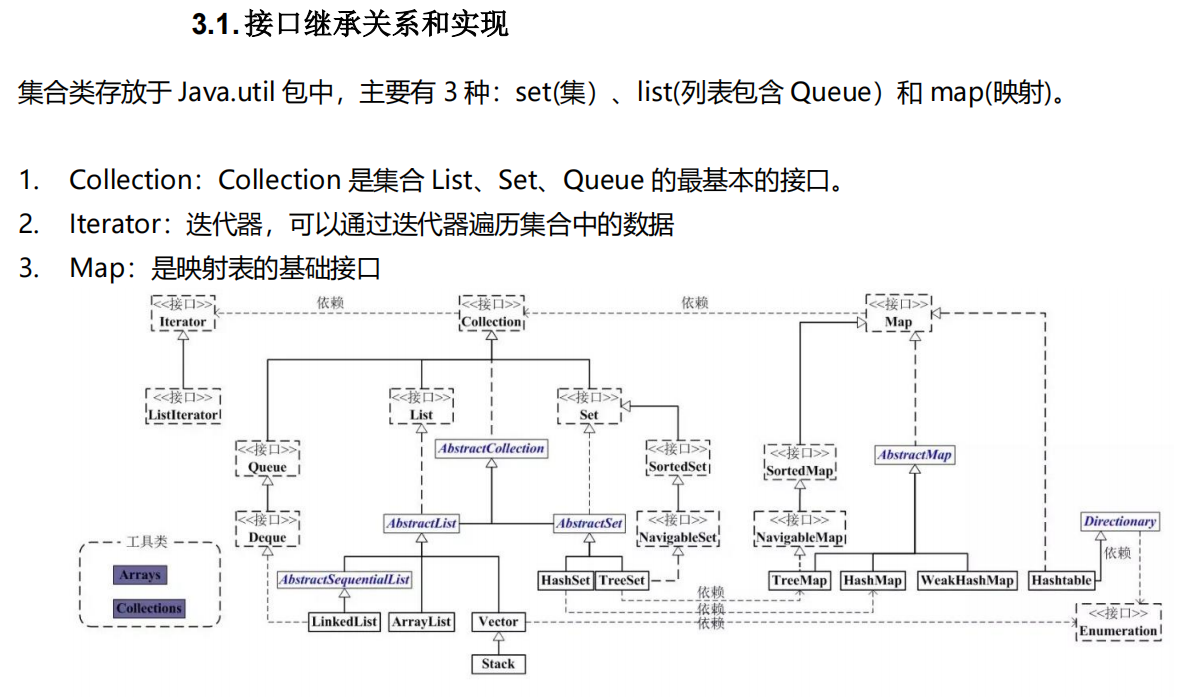 3.1.接口继承关系和实现
集合类存放于 Java.util 包中，主要有 3 种：set(集）、list(列表包含 Queue）和 map(映射)。
1. Collection：Collection 是集合 List、Set、Queue 的最基本的接口。
2. Iterator：迭代器，可以通过迭代器遍历集合中的数据
3. Map：是映射表的基础接口
<<接口>> 依赖 <<接口>> 依赖 <<接口>>
Iterator Collection Map
<<接口>> <<接口>> <<接口>>
ListIterator List Set
<<接口>> AbstractCollection <<接口>> <<接口>> AbstractMap
Queue SortedSet SortedMap
<<接口>> AbstractList AbstractSet <<接口>> <<接口>> Directionary
Deque NavigableSet NavigableMap
工具类 依赖
Arrays AbstractSequentialList HashSet TreeSet TreeMap HashMap WeakHashMap Hashtable
依赖
Collections 依赖 <<接口>>
LinkedList ArrayList Vector 依赖 Enumeration
Stack